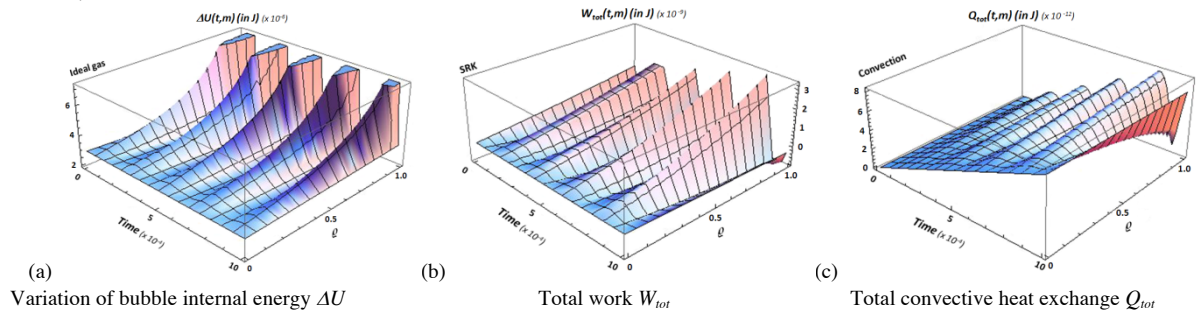 ΔU(t,m) (in J) (x 10⁻⁸)
Ideal gas
6
4
2
0
5
10
Time (x 10⁻⁶)
0
0.5
1.0
ϱ
(a)
Variation of bubble internal energy ΔU
W_tot(t,m) (in J) (x 10⁻⁹)
SRK
3
2
1
0
0
5
10
Time (x 10⁻⁶)
0
0.5
1.0
ϱ
(b)
Total work W_tot
Q_tot(t,m) (in J) (x 10⁻¹²)
Convection
8
6
4
2
0
0
5
10
Time (x 10⁻⁶)
0
0.5
1.0
ϱ
(c)
Total convective heat exchange Q_tot